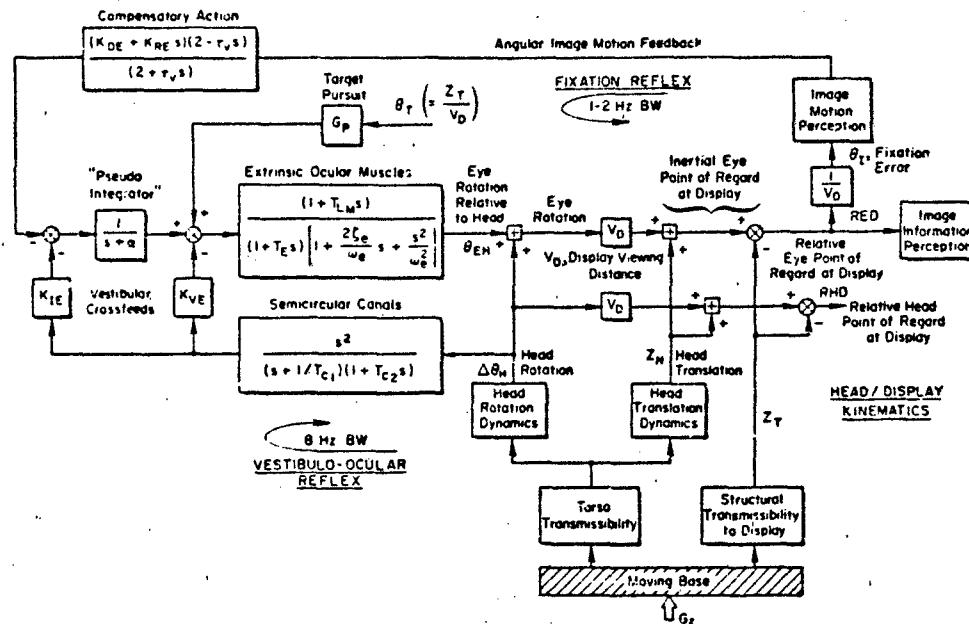 Compensatory Action
(K_DE + K_RE s)(2 - τ_v s)
(2 + τ_v s)
Angular Image Motion Feedback
Target
Pursuit
G_P
θ_T (= Z_T / V_D)
FIXATION REFLEX
1-2 Hz BW
Image
Motion
Perception
θ_ε, Fixation
Error
1
V_D
"Pseudo
Integrator"
1
s + α
Extrinsic Ocular Muscles
(1 + T_LM s)
(1 + T_E s) [1 + 2ζ_e/ω_e s + s²/ω_e²]
Eye
Rotation
Relative
to Head
θ_EH
Eye
Rotation
V_D
V_D, Display Viewing
Distance
Inertial Eye
Point of Regard
at Display
RED
Relative
Eye Point of
Regard at Display
Image
Information
Perception
K_IE
Vestibular
Crossfeeds
K_VE
Semicircular Canals
s²
(s + 1/T_C1)(1 + T_C2 s)
V_D
RHD
Relative Head
Point of Regard
at Display
Δθ_H
Head
Rotation
Z_H
Head
Translation
Head
Rotation
Dynamics
Head
Translation
Dynamics
Z_T
HEAD / DISPLAY
KINEMATICS
8 Hz BW
VESTIBULO-OCULAR
REFLEX
Torso
Transmissibility
Structural
Transmissibility
to Display
Moving Base
G_z